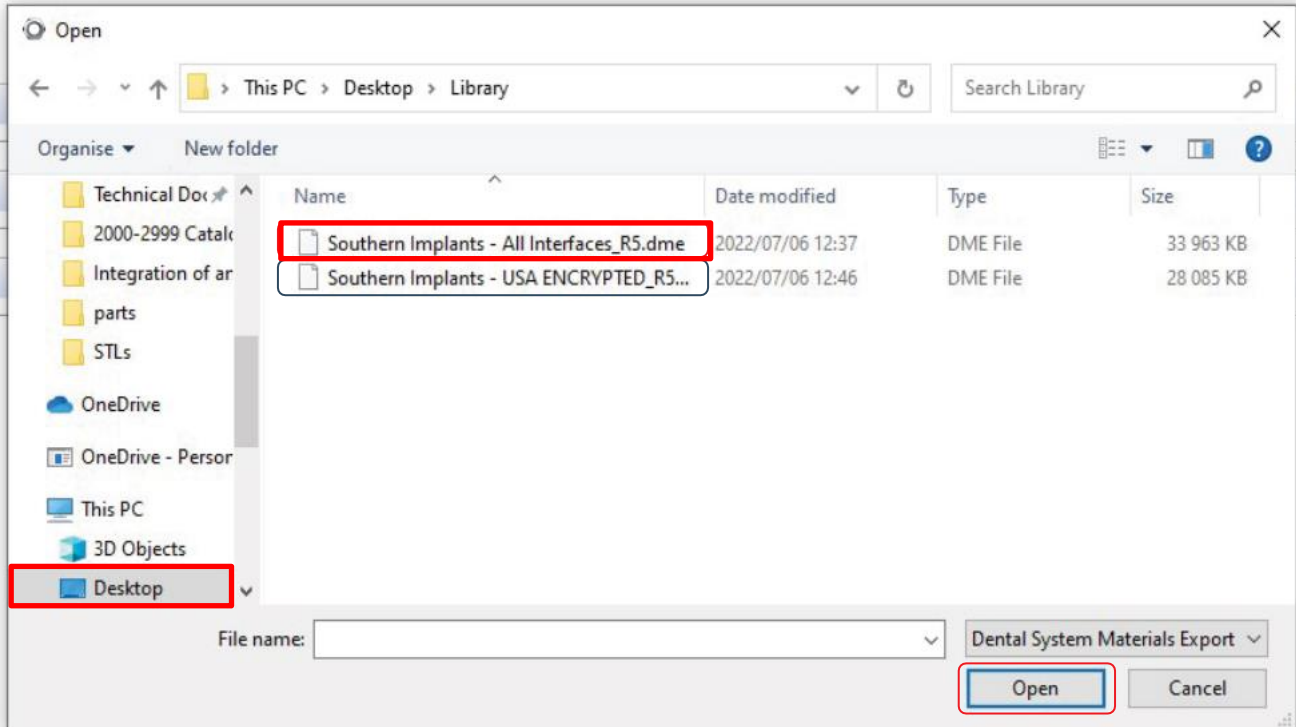 Open
This PC > Desktop > Library
Search Library
Organise
New folder
Technical Doc
2000-2999 Catalo
Integration of ar
parts
STLs
OneDrive
OneDrive - Person
This PC
3D Objects
Desktop
Name Date modified Type Size
Southern Implants - All Interfaces_R5.dme 2022/07/06 12:37 DME File 33 963 KB
Southern Implants - USA ENCRYPTED_R5... 2022/07/06 12:46 DME File 28 085 KB
File name:
Dental System Materials Export
Open Cancel